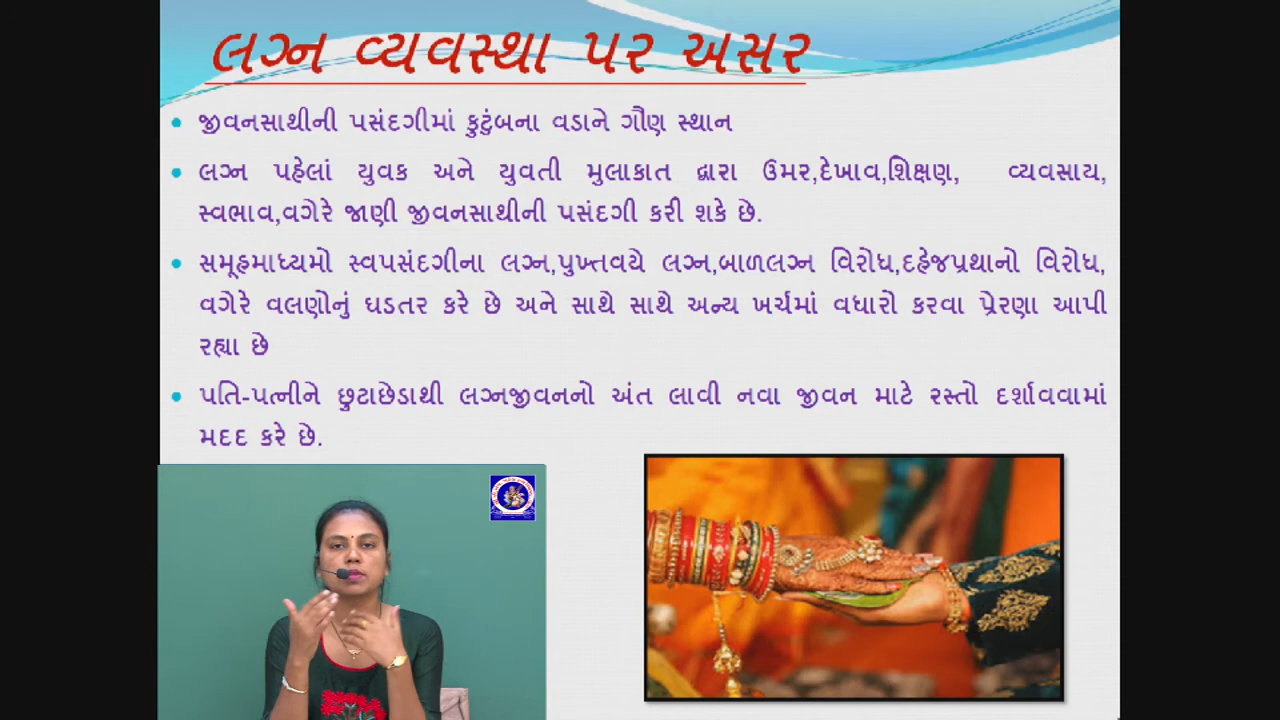 લગ્ન વ્યવસ્થા પર અસર
જીવનસાથીની પસંદગીમાં કુટુંબના વડાને ગૌણ સ્થાન
લગ્ન પહેલાં યુવક અને યુવતી મુલાકાત દ્વારા ઉમર,દેખાવ,શિક્ષણ, વ્યવસાય,
સ્વભાવ,વગેરે જાણી જીવનસાથીની પસંદગી કરી શકે છે.
સમૂહમાધ્યમો સ્વપસંદગીના લગ્ન,પુખ્તવયે લગ્ન,બાળલગ્ન વિરોધ,દહેજપ્રથાનો વિરોધ,
વગેરે વલણોનું ઘડતર કરે છે અને સાથે સાથે અન્ય ખર્ચમાં વધારો કરવા પ્રેરણા આપી
રહ્યા છે
પતિ-પત્નીને છુટાછેડાથી લગ્નજીવનનો અંત લાવી નવા જીવન માટે રસ્તો દર્શાવવામાં
મદદ કરે છે.